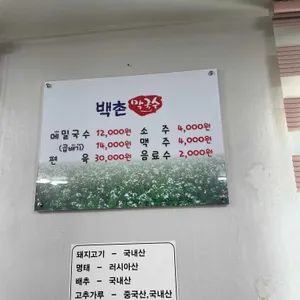 백촌 막국수
메밀국수 12,000원 소 주 4,000원
(곱빼기) 14,000원 맥 주 4,000원
편 육 30,000원 음료수 2,000원
돼지고기 - 국내산
명태 - 러시아산
배추 - 국내산
고추가루 - 중국산,국내산